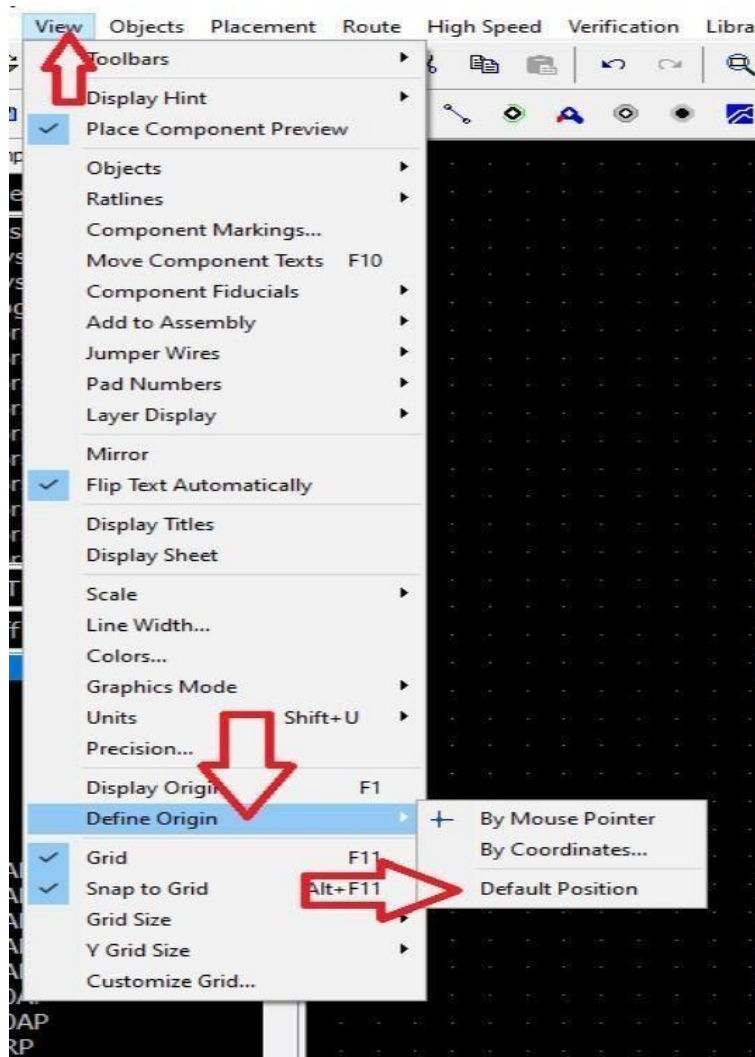 View Objects Placement Route High Speed Verification Libra
Toolbars
Display Hint
Place Component Preview
Objects
Ratlines
Component Markings...
Move Component Texts F10
Component Fiducials
Add to Assembly
Jumper Wires
Pad Numbers
Layer Display
Mirror
Flip Text Automatically
Display Titles
Display Sheet
Scale
Line Width...
Colors...
Graphics Mode
Units Shift+U
Precision...
Display Origin F1
Define Origin
By Mouse Pointer
By Coordinates...
Default Position
Grid F11
Snap to Grid Alt+F11
Grid Size
Y Grid Size
Customize Grid...